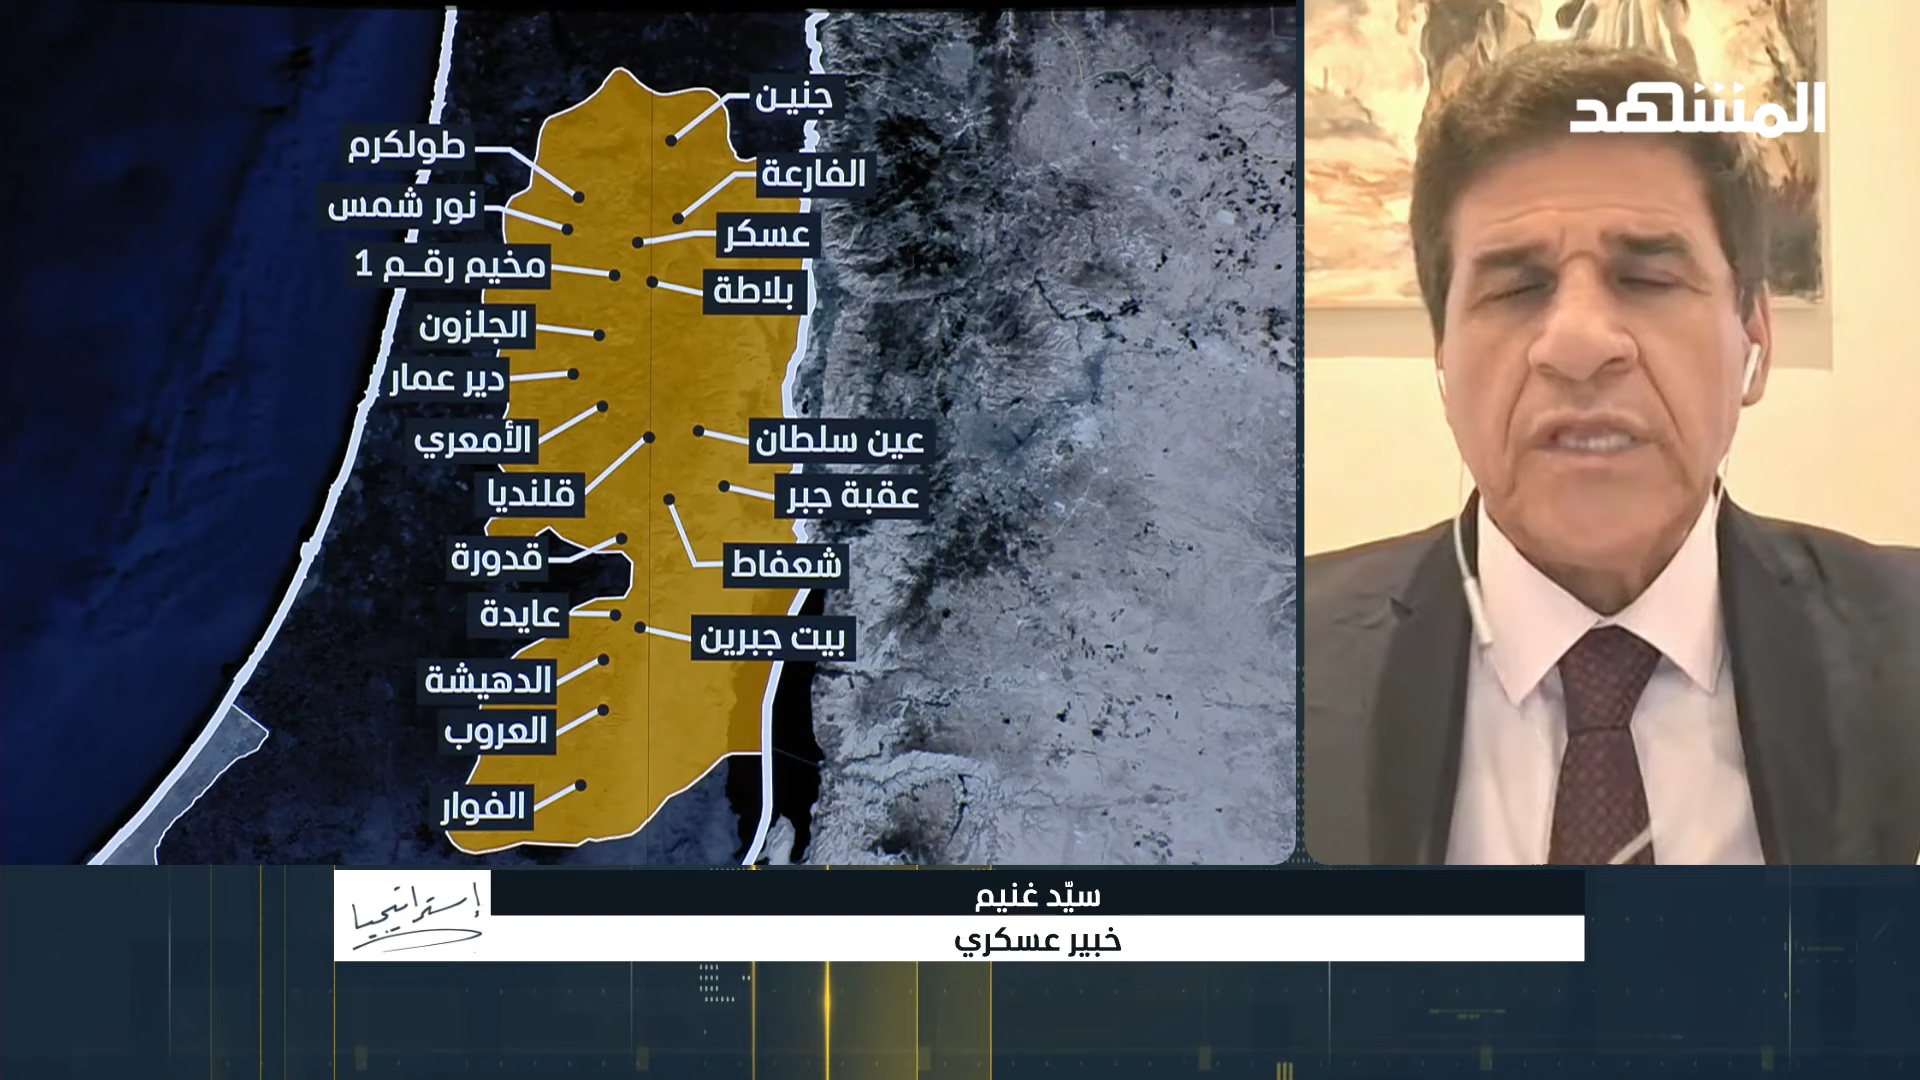 المشهد
جنين
طولكرم
الفارعة
نور شمس
عسكر
مخيم رقم 1
بلاطة
الجلزون
دير عمار
الأمعري
عين سلطان
قلنديا
عقبة جبر
قدورة
شعفاط
عايدة
بيت جبرين
الدهيشة
العروب
الفوار
سيّد غنيم
إستراتيجيا
خبير عسكري